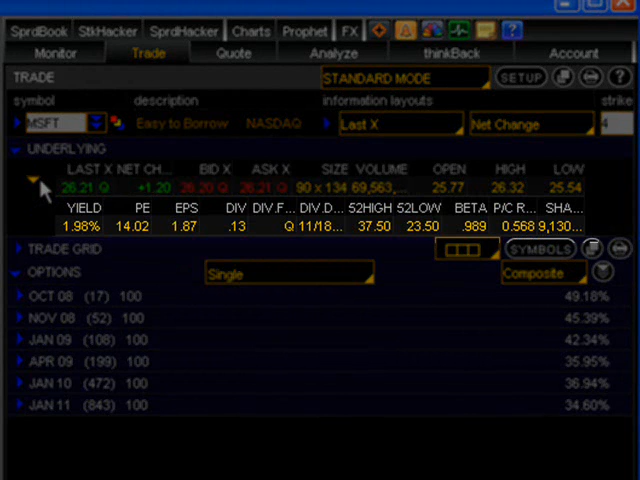 SprdBook StkHacker SprdHacker Charts Prophet FX
Monitor Trade Quote Analyze thinkBack Account
TRADE STANDARD MODE SETUP ?
symbol description information layouts strike
MSFT Easy to Borrow NASDAQ Last X Net Change 4
UNDERLYING
LAST X NET CH... BID X ASK X SIZE VOLUME OPEN HIGH LOW
26.21 Q +1.20 26.20 Q 26.21 Q 90 x 134 69,563,... 25.77 26.32 25.54
YIELD PE EPS DIV DIV.F... DIV.D... 52HIGH 52LOW BETA P/C R... SHA...
1.98% 14.02 1.87 .13 Q 11/18... 37.50 23.50 .989 0.568 9,130...
TRADE GRID SYMBOLS
OPTIONS Single Composite
OCT 08 (17) 100 49.18%
NOV 08 (52) 100 45.39%
JAN 09 (108) 100 42.34%
APR 09 (199) 100 35.95%
JAN 10 (472) 100 36.94%
JAN 11 (843) 100 34.60%